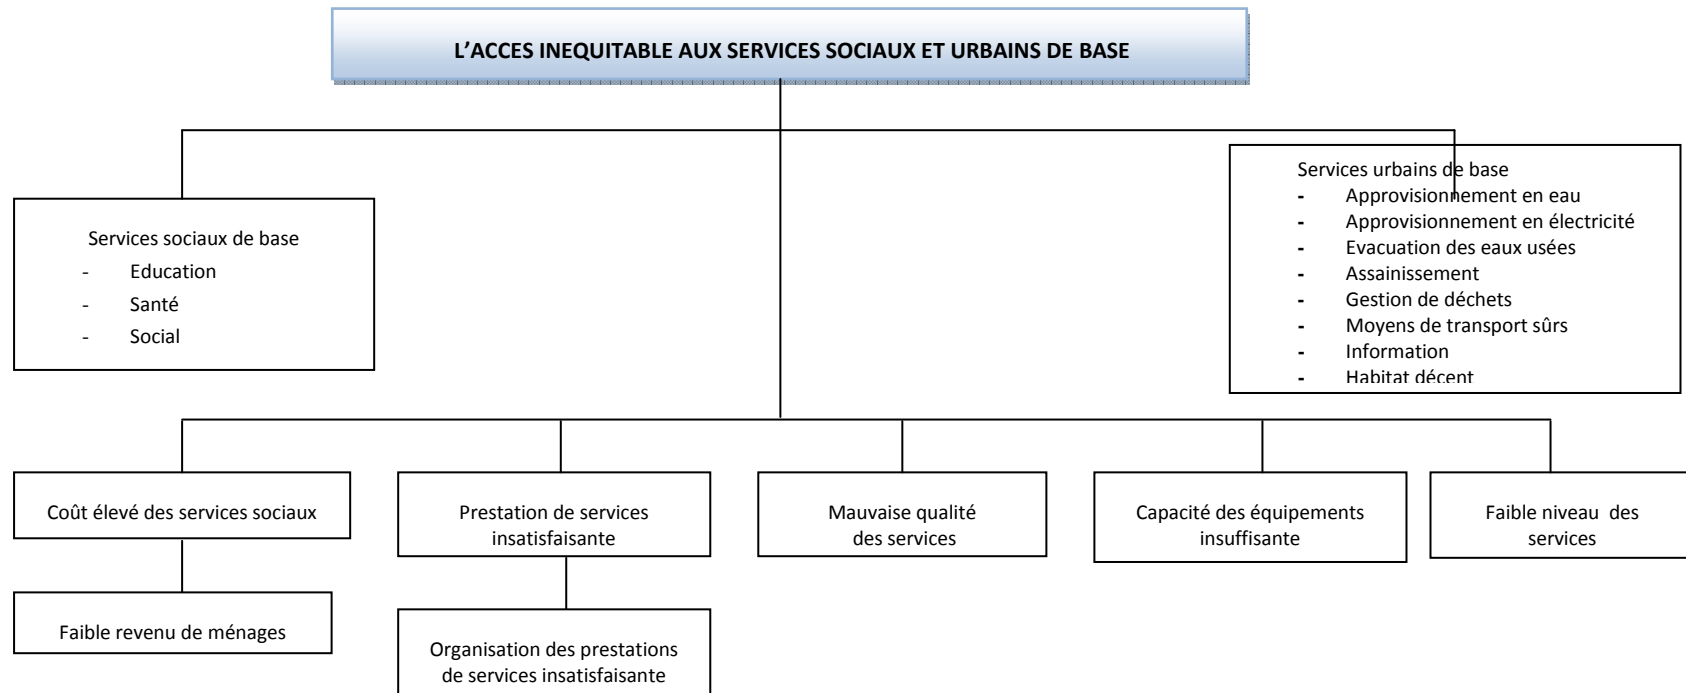 L'ACCES INEQUITABLE AUX SERVICES SOCIAUX ET URBAINS DE BASE
Services sociaux de base
- Education
- Santé
- Social
Services urbains de base
- Approvisionnement en eau
- Approvisionnement en électricité
- Evacuation des eaux usées
- Assainissement
- Gestion de déchets
- Moyens de transport sûrs
- Information
- Habitat décent
Coût élevé des services sociaux
Prestation de services
insatisfaisante
Mauvaise qualité
des services
Capacité des équipements
insuffisante
Faible niveau des
services
Faible revenu de ménages
Organisation des prestations
de services insatisfaisante